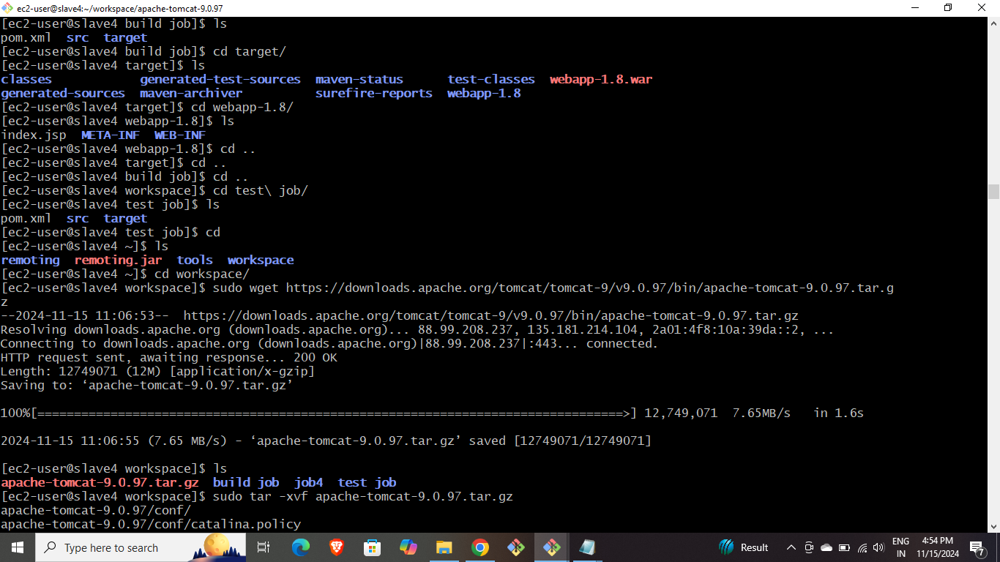 ec2-user@slave4:~/workspace/apache-tomcat-9.0.97
[ec2-user@slave4 build job]$ ls
pom.xml  src  target
[ec2-user@slave4 build job]$ cd target/
[ec2-user@slave4 target]$ ls
classes            generated-test-sources  maven-status      test-classes  webapp-1.8.war
generated-sources  maven-archiver          surefire-reports  webapp-1.8
[ec2-user@slave4 target]$ cd webapp-1.8/
[ec2-user@slave4 webapp-1.8]$ ls
index.jsp  META-INF  WEB-INF
[ec2-user@slave4 webapp-1.8]$ cd ..
[ec2-user@slave4 target]$ cd ..
[ec2-user@slave4 build job]$ cd ..
[ec2-user@slave4 workspace]$ cd test\ job/
[ec2-user@slave4 test job]$ ls
pom.xml  src  target
[ec2-user@slave4 test job]$ cd
[ec2-user@slave4 ~]$ ls
remoting  remoting.jar  tools  workspace
[ec2-user@slave4 ~]$ cd workspace/
[ec2-user@slave4 workspace]$ sudo wget https://downloads.apache.org/tomcat/tomcat-9/v9.0.97/bin/apache-tomcat-9.0.97.tar.g
z
--2024-11-15 11:06:53--  https://downloads.apache.org/tomcat/tomcat-9/v9.0.97/bin/apache-tomcat-9.0.97.tar.gz
Resolving downloads.apache.org (downloads.apache.org)... 88.99.208.237, 135.181.214.104, 2a01:4f8:10a:39da::2, ...
Connecting to downloads.apache.org (downloads.apache.org)|88.99.208.237|:443... connected.
HTTP request sent, awaiting response... 200 OK
Length: 12749071 (12M) [application/x-gzip]
Saving to: ‘apache-tomcat-9.0.97.tar.gz’
100%[================================================================================>] 12,749,071  7.65MB/s   in 1.6s
2024-11-15 11:06:55 (7.65 MB/s) - ‘apache-tomcat-9.0.97.tar.gz’ saved [12749071/12749071]
[ec2-user@slave4 workspace]$ ls
apache-tomcat-9.0.97.tar.gz  build job  job4  test job
[ec2-user@slave4 workspace]$ sudo tar -xvf apache-tomcat-9.0.97.tar.gz
apache-tomcat-9.0.97/conf/
apache-tomcat-9.0.97/conf/catalina.policy
Type here to search
Result
ENG
IN
4:54 PM
11/15/2024
7